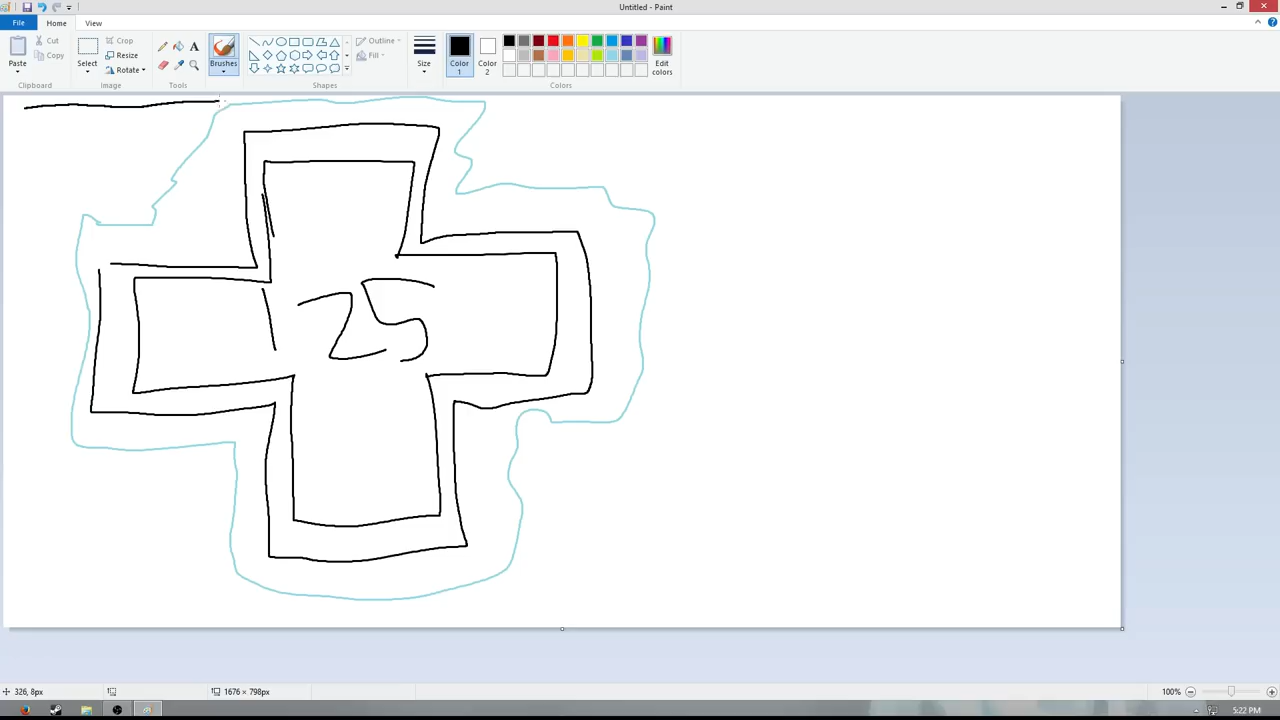 Untitled - Paint
File
Home
View
Paste
Cut
Copy
Clipboard
Select
Crop
Resize
Rotate
Image
Tools
A
Brushes
Shapes
Outline
Fill
Size
Color 1
Color 2
Edit colors
Colors
25
326, 8px
1676 × 798px
100%
5:22 PM